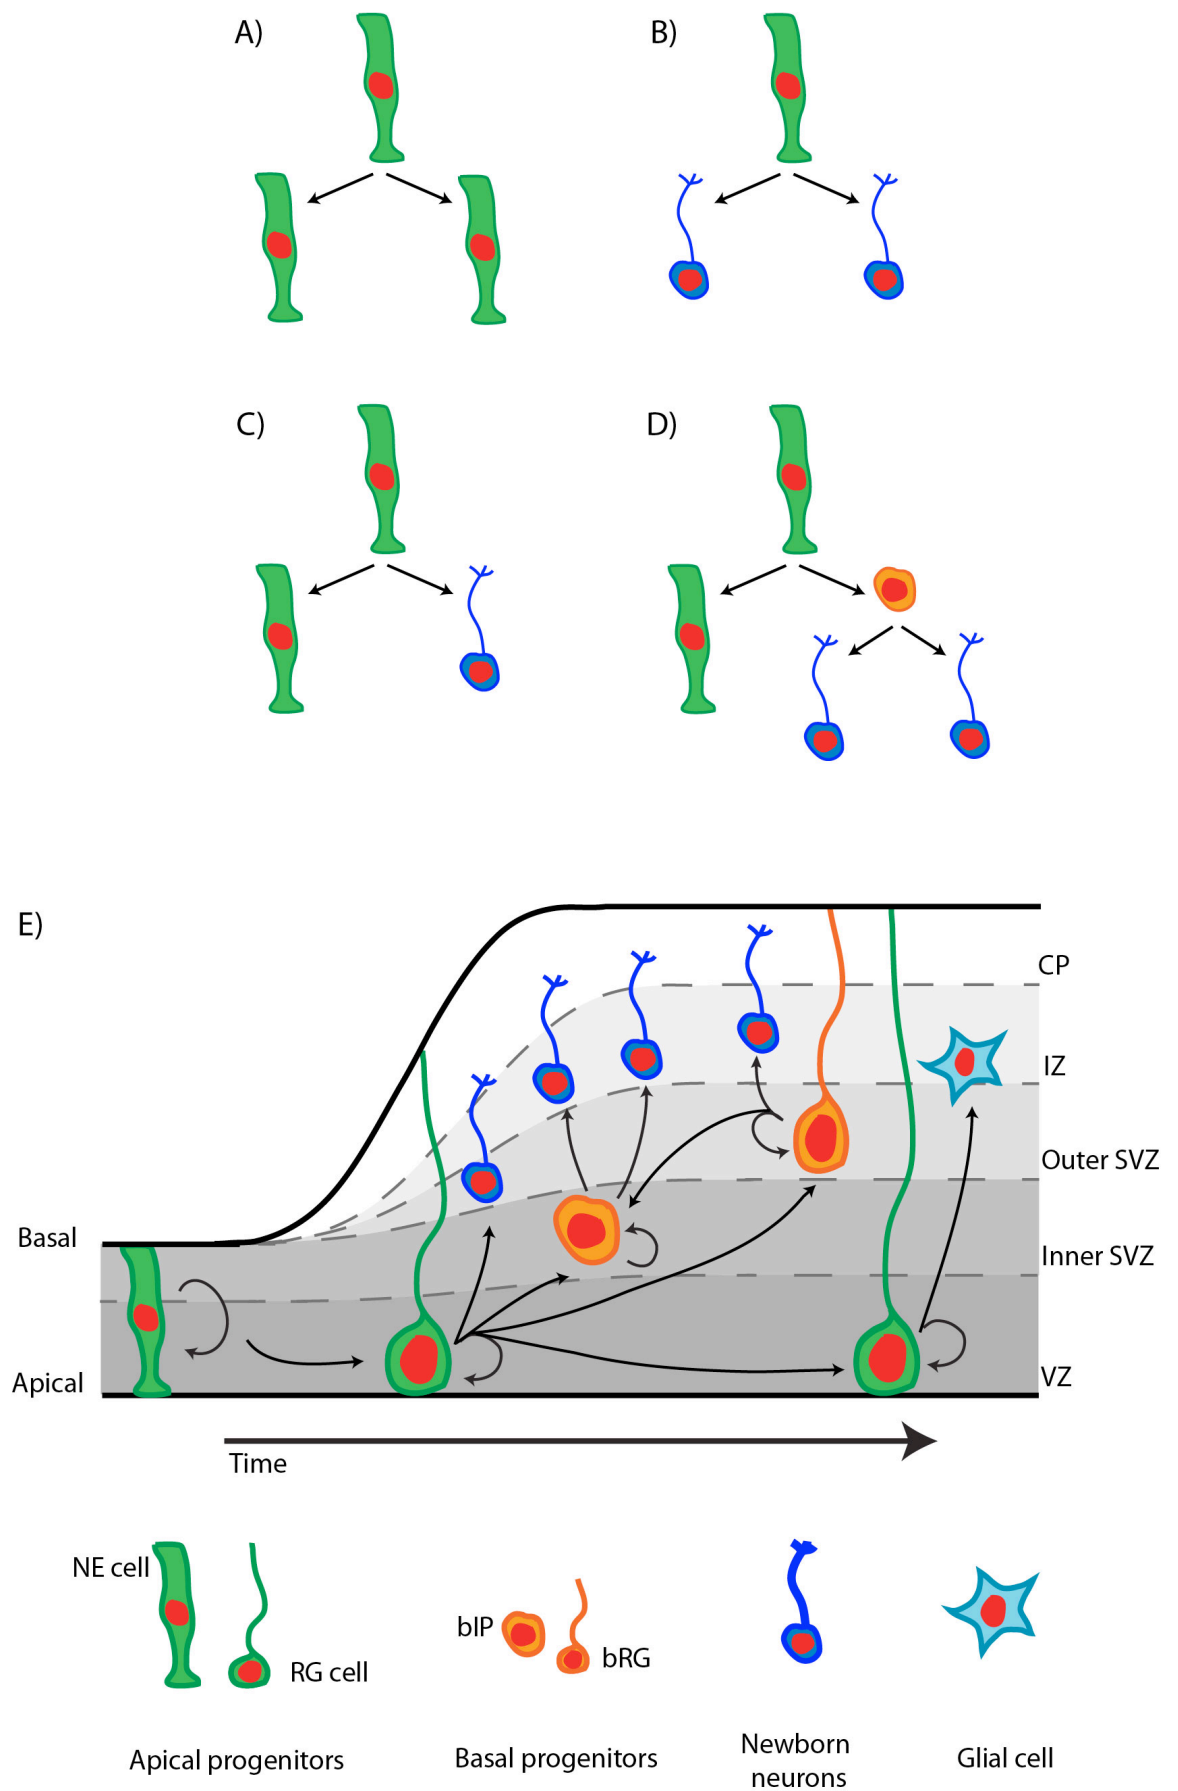 A)
B)
C)
D)
E)
CP
IZ
Outer SVZ
Basal
Inner SVZ
Apical
VZ
Time
NE cell
bIP
bRG
RG cell
Apical progenitors
Basal progenitors
Newborn
neurons
Glial cell